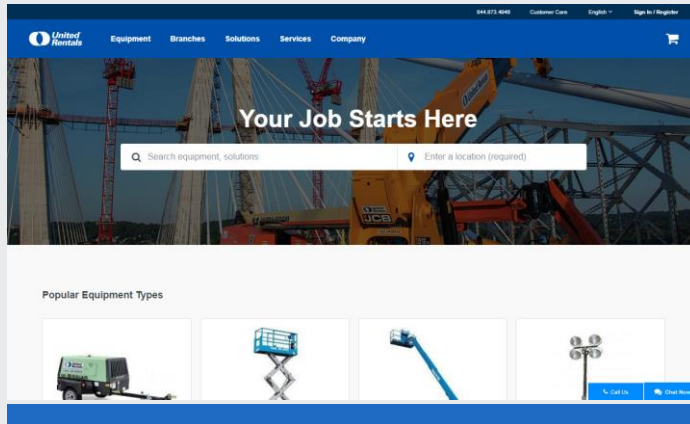 844.873.4948 Customer Care English Sign In / Register
United Rentals
Equipment Branches Solutions Services Company
Your Job Starts Here
Search equipment, solutions
Enter a location (required)
JCB
Popular Equipment Types
Call Us Chat Now